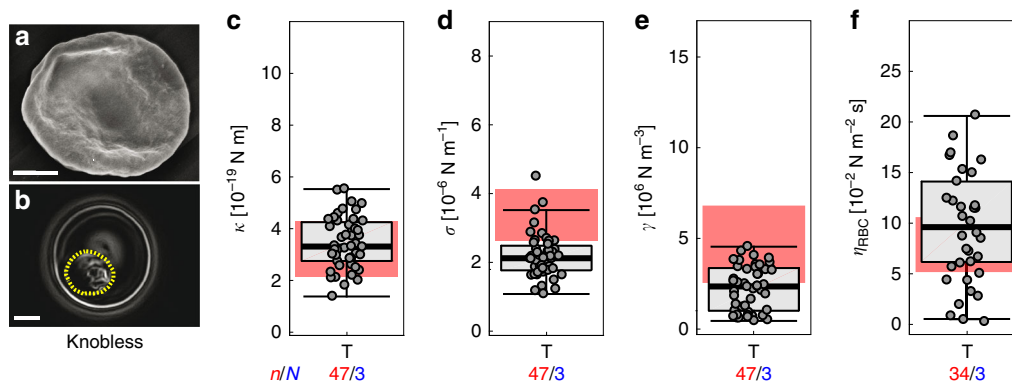 a
b
Knobless
c
κ [10⁻¹⁹ N m]
12
10
8
6
4
2
0
T
n/N 47/3
d
σ [10⁻⁶ N m⁻¹]
8
6
4
2
0
T
47/3
e
γ [10⁶ N m⁻³]
15
10
5
0
T
47/3
f
ηRBC [10⁻² N m⁻² s]
25
20
15
10
5
0
T
34/3